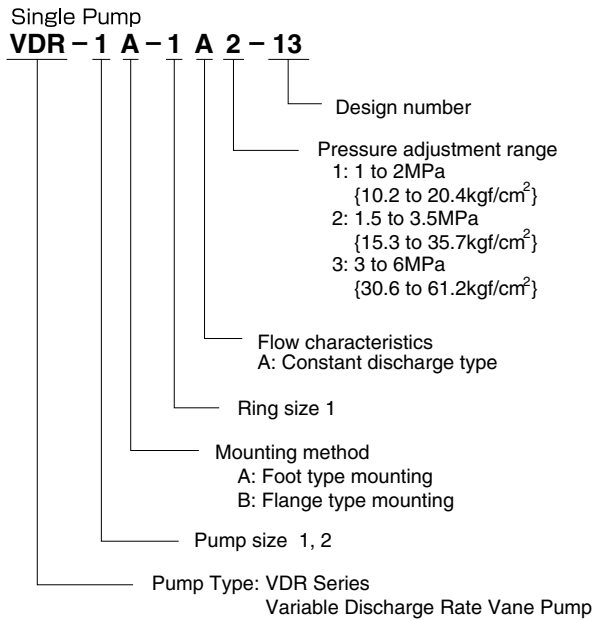 Single Pump
VDR – 1 A – 1 A 2 – 13
Design number
Pressure adjustment range
1: 1 to 2MPa
{10.2 to 20.4kgf/cm²}
2: 1.5 to 3.5MPa
{15.3 to 35.7kgf/cm²}
3: 3 to 6MPa
{30.6 to 61.2kgf/cm²}
Flow characteristics
A: Constant discharge type
Ring size 1
Mounting method
A: Foot type mounting
B: Flange type mounting
Pump size 1, 2
Pump Type: VDR Series
Variable Discharge Rate Vane Pump